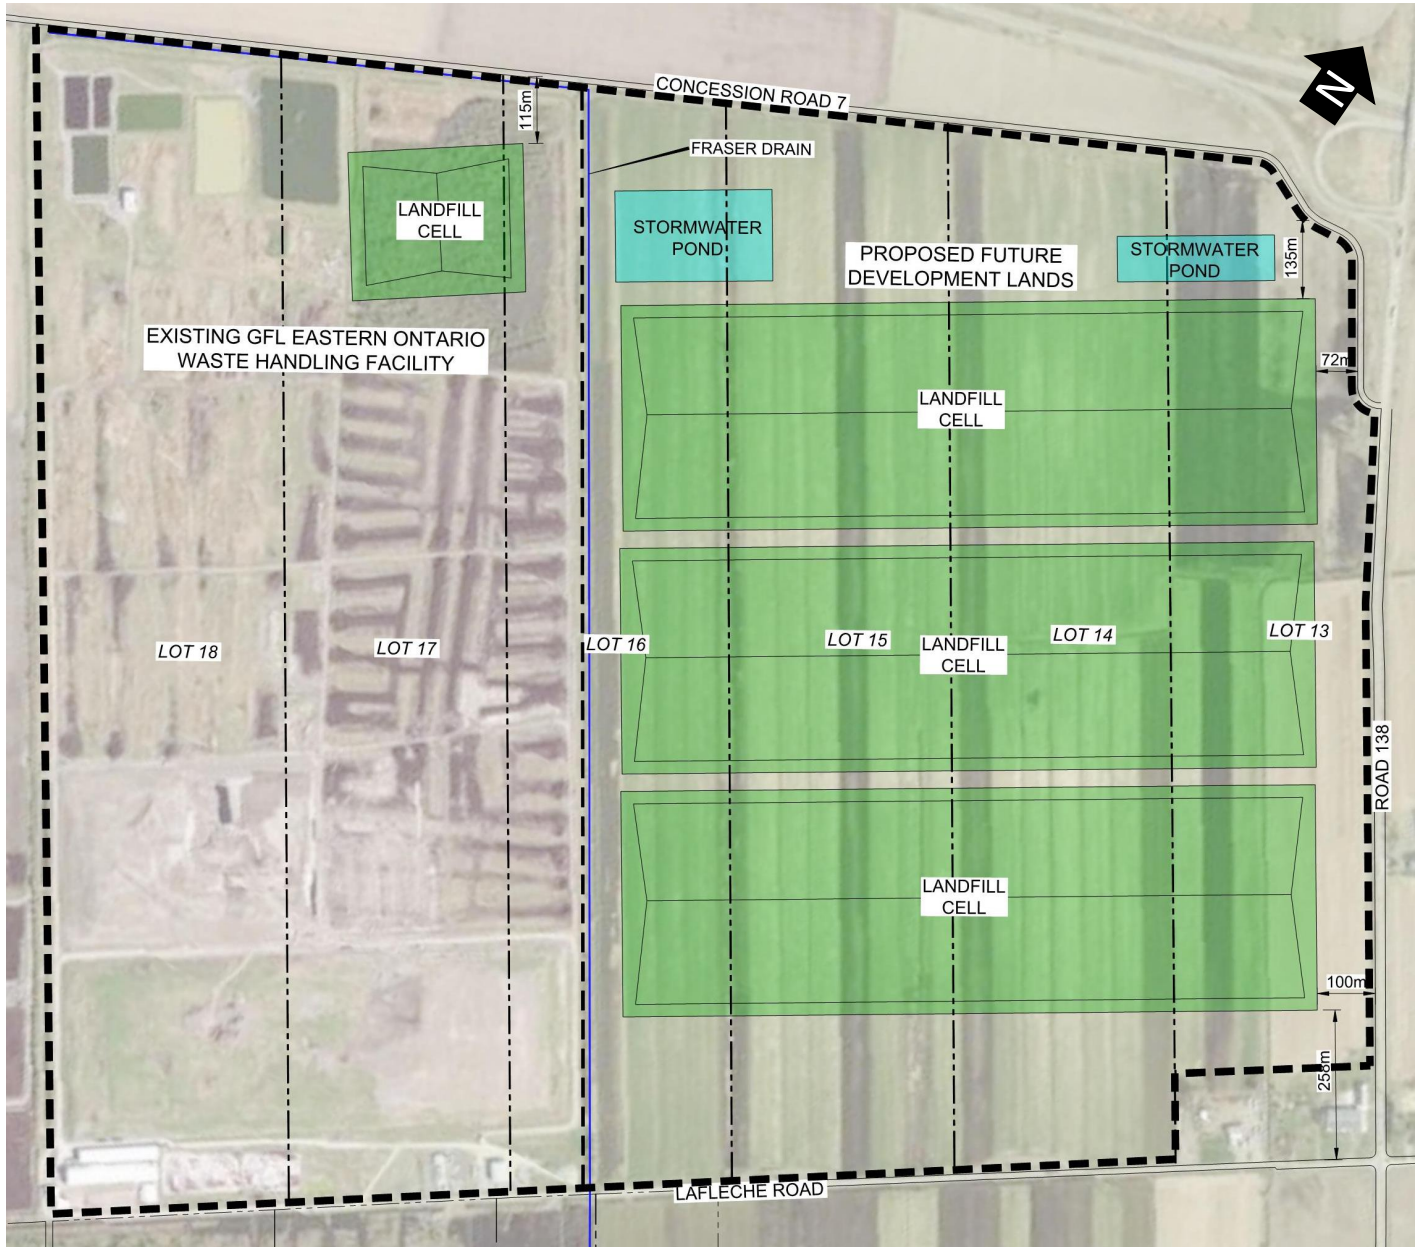 N
CONCESSION ROAD 7
115m
FRASER DRAIN
LANDFILL
CELL
STORMWATER
POND
PROPOSED FUTURE
DEVELOPMENT LANDS
STORMWATER
POND
135m
EXISTING GFL EASTERN ONTARIO
WASTE HANDLING FACILITY
72m
LANDFILL
CELL
LOT 18
LOT 17
LOT 16
LOT 15
LANDFILL
CELL
LOT 14
LOT 13
ROAD 138
LANDFILL
CELL
100m
258m
LAFLECHE ROAD